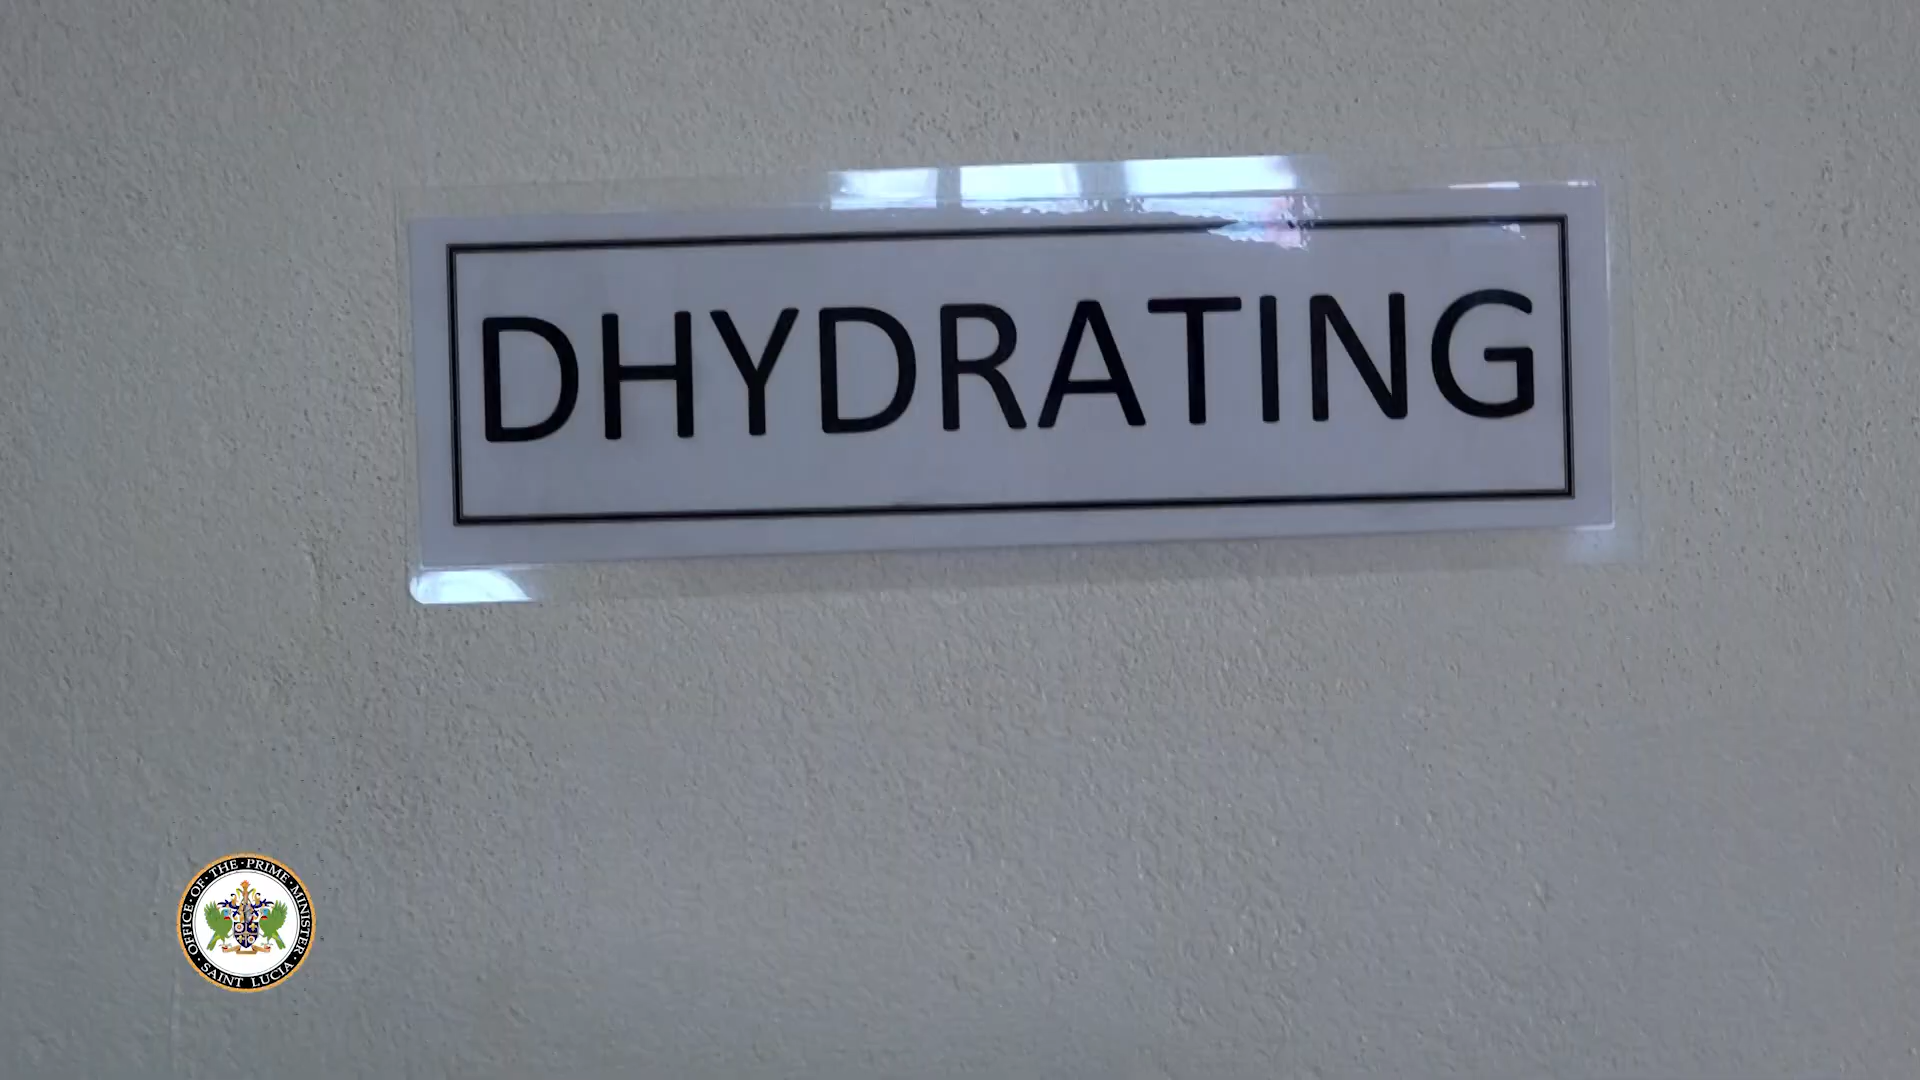 DHYDRATING
OFFICE · OF · THE · PRIME · MINISTER
· SAINT LUCIA ·